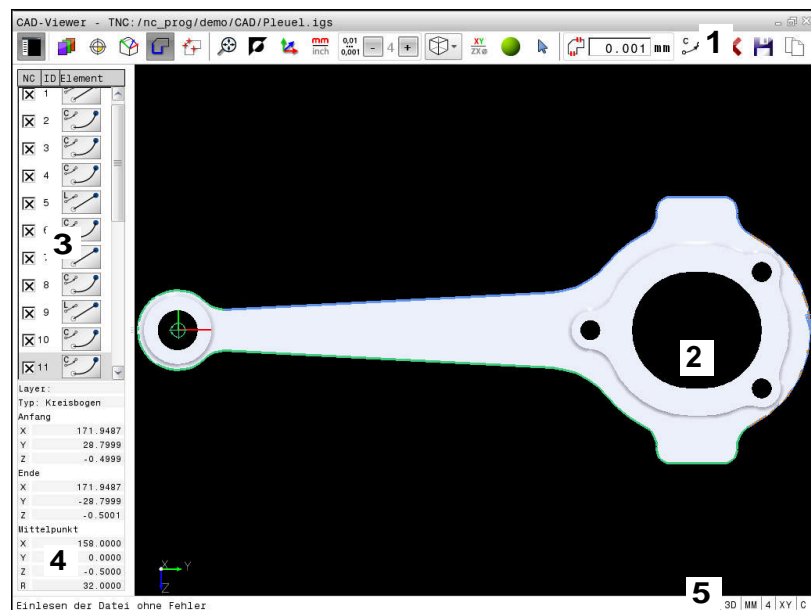 CAD-Viewer - TNC:/nc_prog/demo/CAD/Pleuel.igs
mm
inch
0,01
0,001
- 4 +
XY
ZXø
0.001 mm
C
1
NC ID Element
1
2 C
3 C
4 C
5 L
C
3
8 C
9 L
10 C
11 C
2
Layer:
Typ: Kreisbogen
Anfang
X 171.9487
Y 28.7999
Z -0.4999
Ende
X 171.9487
Y -28.7999
Z -0.5001
Mittelpunkt
X 158.0000
Y 0.0000
Z -0.5000
R 32.0000
4
X Y
Z
5
Einlesen der Datei ohne Fehler
3D MM 4 XY C